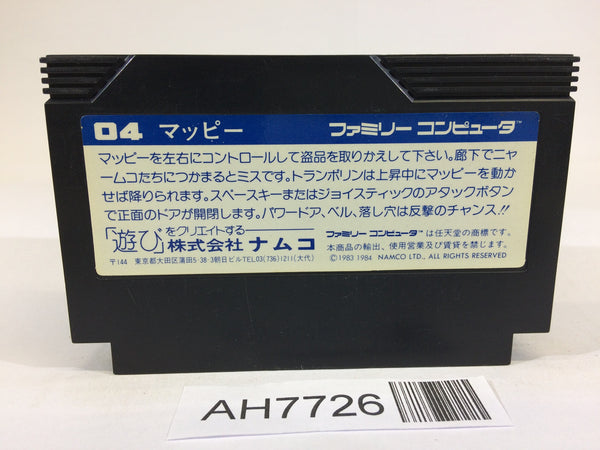 04 マッピー ファミリー コンピュータ™
マッピーを左右にコントロールして盗品を取りかえして下さい。廊下でニャ
ームコたちにつかまるとミスです。トランポリンは上昇中にマッピーを動か
せば降りられます。スペースキーまたはジョイスティックのアタックボタン
で正面のドアが開閉します。パワードア、ベル、落し穴は反撃のチャンス!!
「遊び」をクリエイトする
株式会社 ナムコ
〒144 東京都大田区蒲田5-38-3朝日ビルTEL03(736)1211(大代)
ファミリー コンピュータ™は任天堂の商標です。
本商品の輸出、使用営業及び賃貸を禁じます。
©1983 1984 NAMCO LTD., ALL RIGHTS RESERVED
AH7726